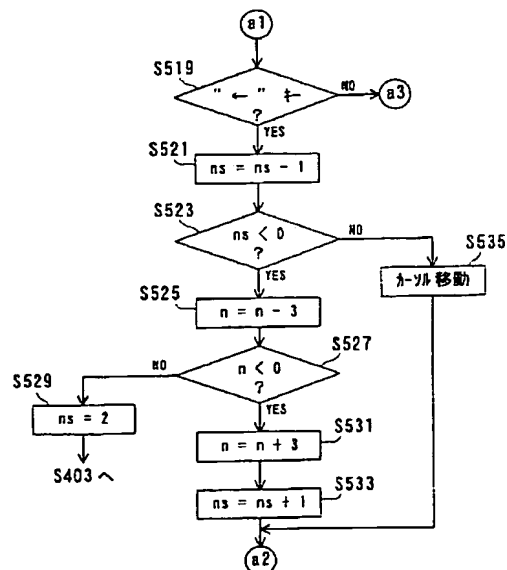 a1
S519
" ← " キー
?
NO
a3
YES
S521
ns = ns - 1
S523
ns < 0
?
NO
YES
S535
カーソル移動
S525
n = n - 3
S527
n < 0
?
NO
YES
S529
ns = 2
S403へ
S531
n = n + 3
S533
ns = ns + 1
a2